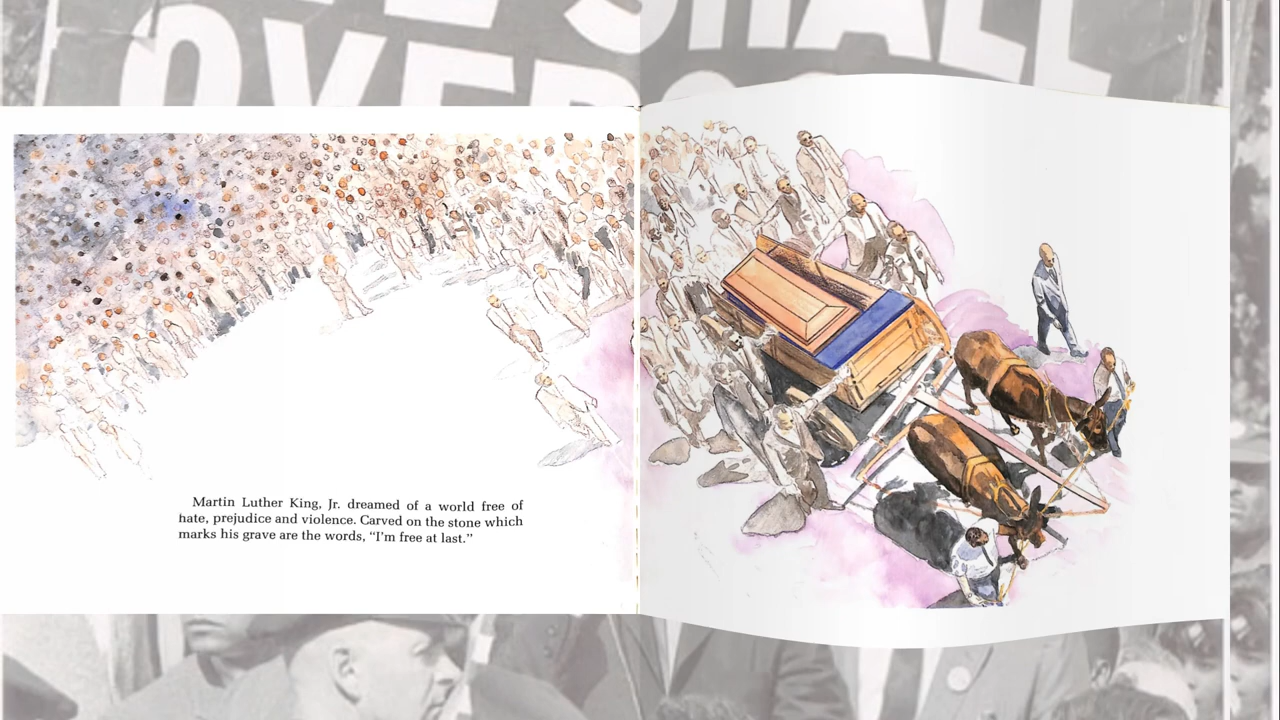 SHALL
Martin Luther King, Jr. dreamed of a world free of
hate, prejudice and violence. Carved on the stone which
marks his grave are the words, “I’m free at last.”